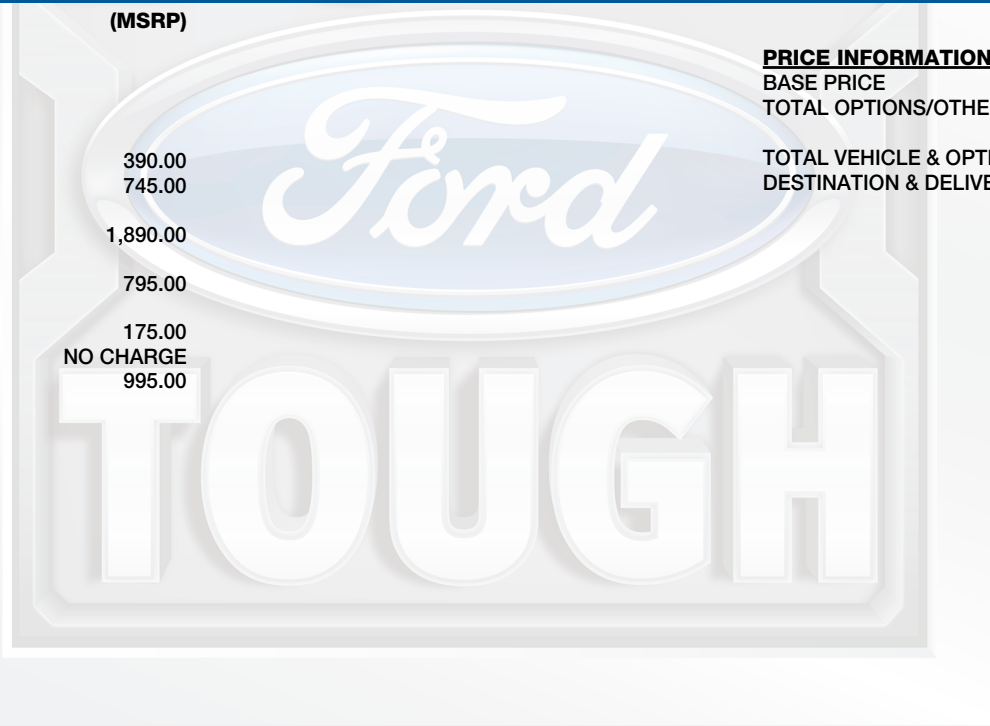 (MSRP)
390.00
745.00
1,890.00
795.00
175.00
NO CHARGE
995.00
PRICE INFORMATION
BASE PRICE
TOTAL OPTIONS/OTHE
TOTAL VEHICLE & OPTI
DESTINATION & DELIVE
Ford
TOUGH